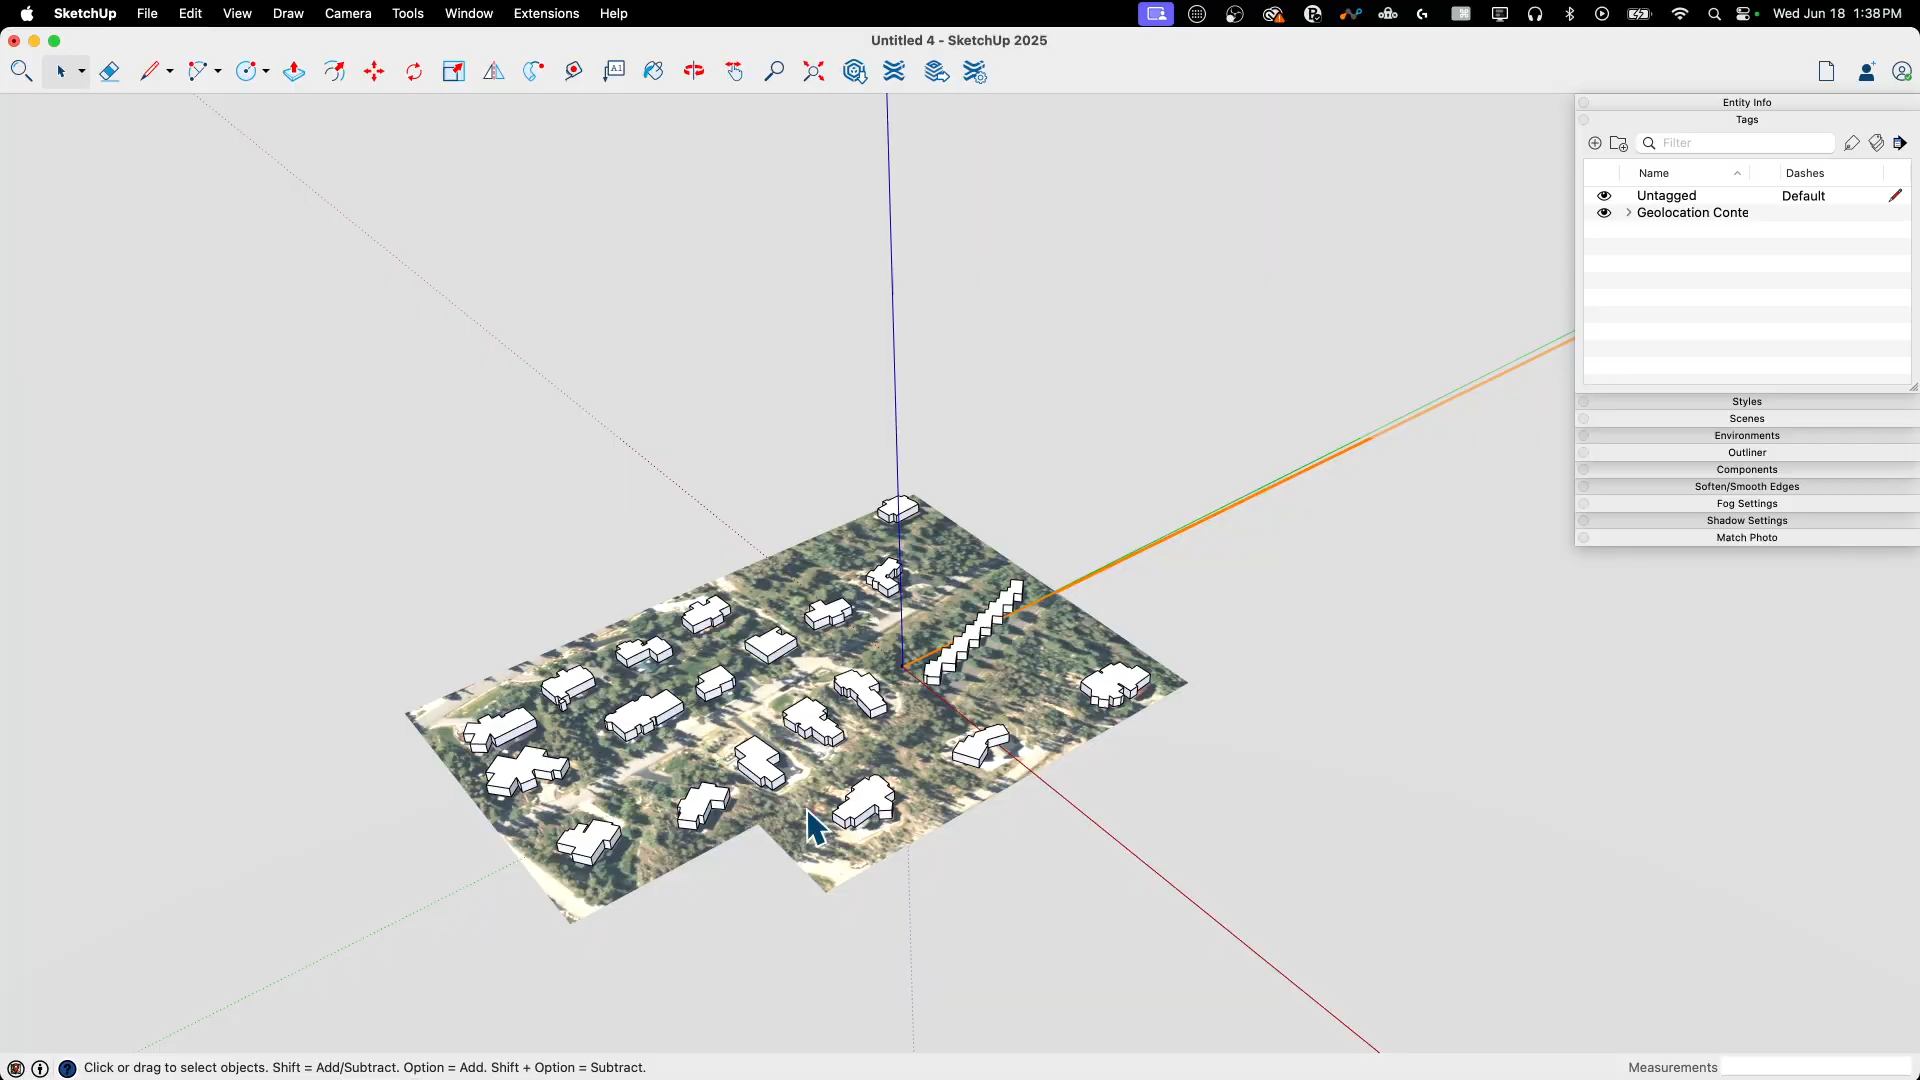 SketchUp File Edit View Draw Camera Tools Window Extensions Help Wed Jun 18 1:38 PM
Untitled 4 - SketchUp 2025
A1
Entity Info
Tags
Filter
Name Dashes
Untagged Default
Geolocation Conte
Styles
Scenes
Environments
Outliner
Components
Soften/Smooth Edges
Fog Settings
Shadow Settings
Match Photo
Click or drag to select objects. Shift = Add/Subtract. Option = Add. Shift + Option = Subtract. Measurements